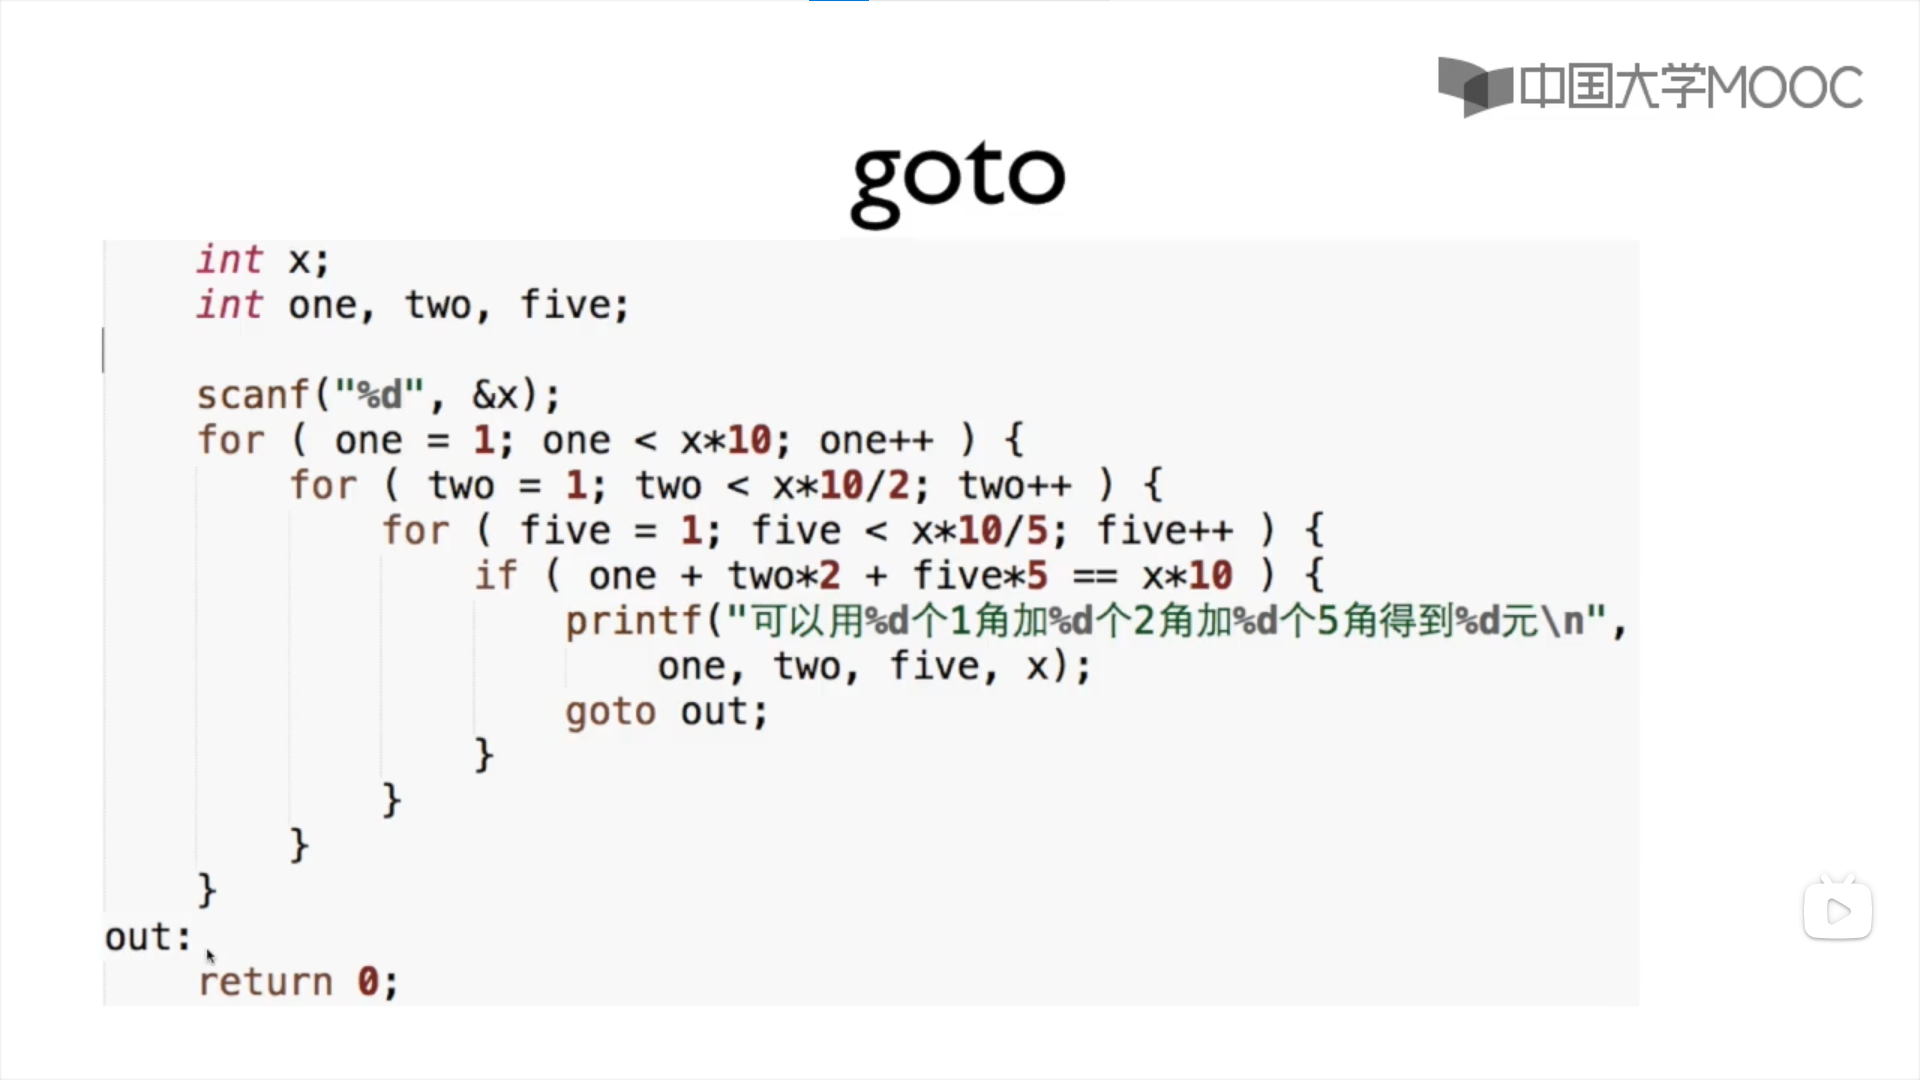 中国大学MOOC
goto
int x;
int one, two, five;
scanf("%d", &x);
for ( one = 1; one < x*10; one++ ) {
for ( two = 1; two < x*10/2; two++ ) {
for ( five = 1; five < x*10/5; five++ ) {
if ( one + two*2 + five*5 == x*10 ) {
printf("可以用%d个1角加%d个2角加%d个5角得到%d元\n",
one, two, five, x);
goto out;
}
}
}
}
out:
return 0;